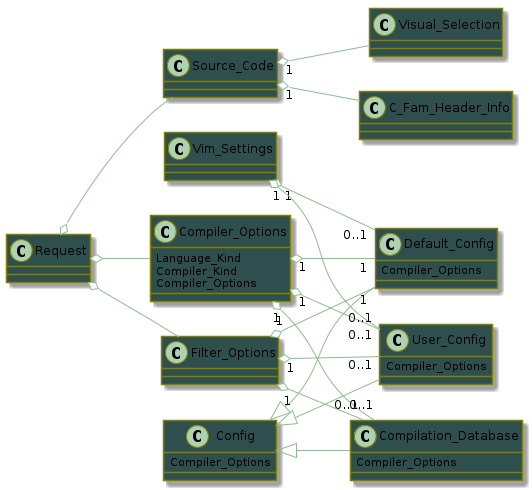 C Visual_Selection
C Source_Code
1
1
C C_Fam_Header_Info
C Vim_Settings
1 1
0..1
C Request
C Compiler_Options
Language_Kind
Compiler_Kind
Compiler_Options
1
1
C Default_Config
Compiler_Options
1
1
1
1
0..1
0..1
C User_Config
Compiler_Options
C Filter_Options
1
0..1
1
0..1
0..1
C Config
Compiler_Options
C Compilation_Database
Compiler_Options